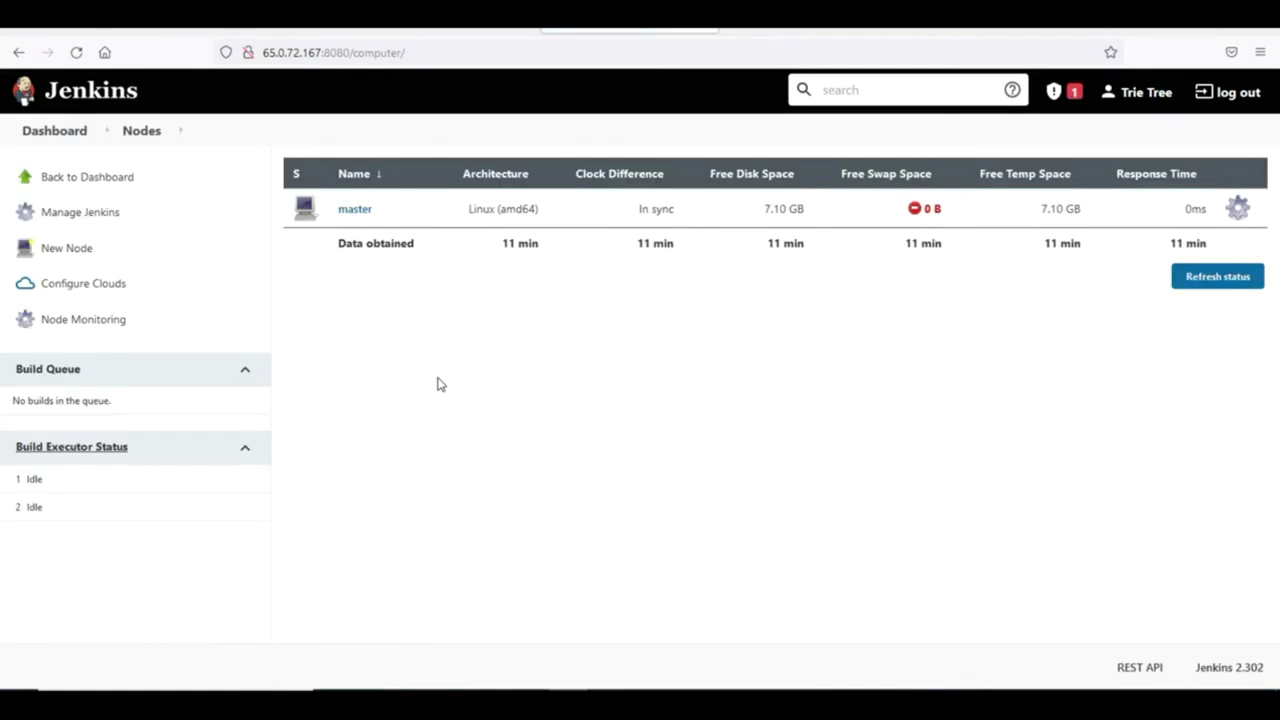 65.0.72.167:8080/computer/
Jenkins
search
1
Trie Tree
log out
Dashboard
Nodes
Back to Dashboard
Manage Jenkins
New Node
Configure Clouds
Node Monitoring
Build Queue
No builds in the queue.
Build Executor Status
1 Idle
2 Idle
S Name ↓ Architecture Clock Difference Free Disk Space Free Swap Space Free Temp Space Response Time
master Linux (amd64) In sync 7.10 GB 0 B 7.10 GB 0ms
Data obtained 11 min 11 min 11 min 11 min 11 min 11 min
Refresh status
REST API
Jenkins 2.302